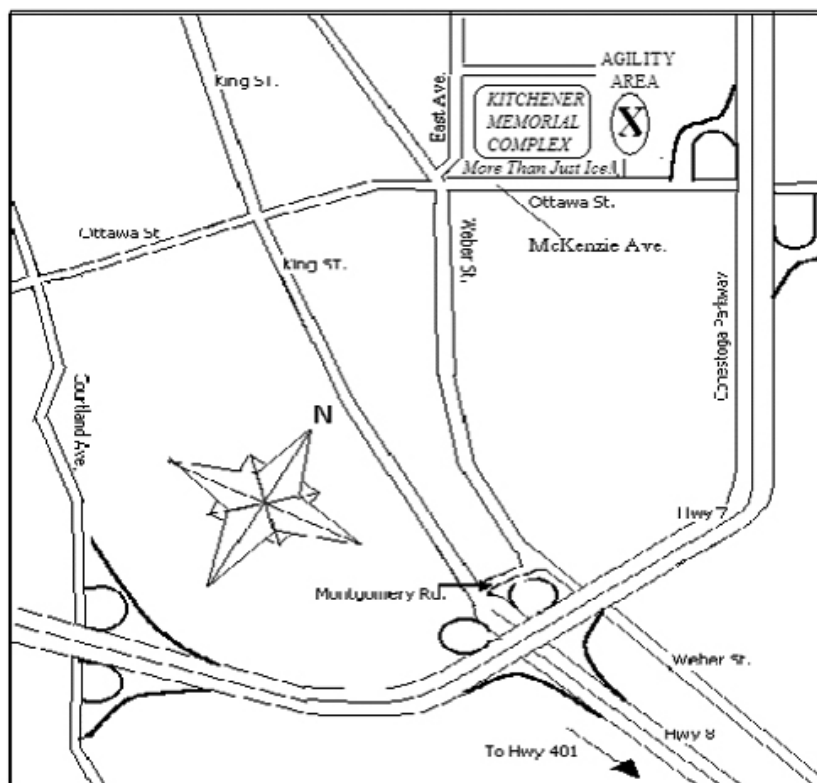 King ST.
East Ave.
AGILITY
AREA
KITCHENER
MEMORIAL
COMPLEX
X
More Than Just Ice!
Ottawa St.
Ottawa St
McKenzie Ave.
Weber St.
King ST.
Conestoga Parkway
Courtland Ave.
N
Hwy 7
Montgomery Rd.
Weber St.
Hwy 8
To Hwy 401